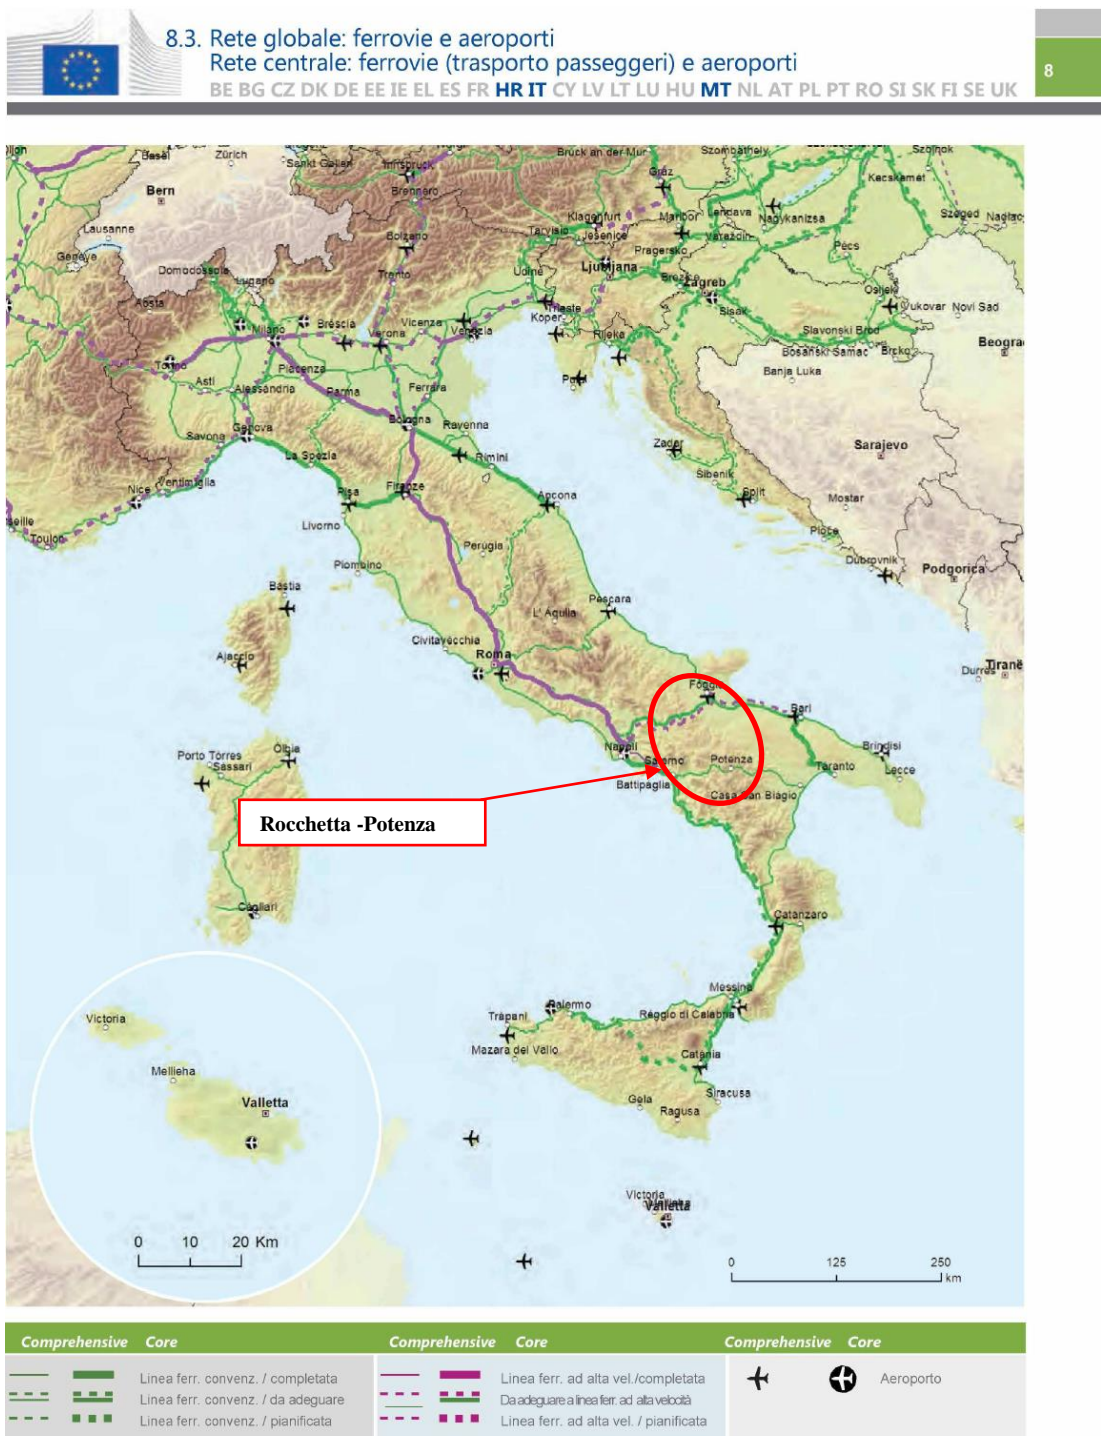 8.3. Rete globale: ferrovie e aeroporti
Rete centrale: ferrovie (trasporto passeggeri) e aeroporti
BE BG CZ DK DE EE IE EL ES FR HR IT CY LV LT LU HU MT NL AT PL PT RO SI SK FI SE UK
8
Basel
Zürich
Sankt Gallen
Innsbruck
Bruck an der Mur
Szombathely
Szolnok
Bern
Brennero
Graz
Kecskemet
Lausanne
Bolzano
Klagenfurt
Maribor
Lendava
Nagykanizsa
Szeged
Genève
Tarvisio
Jesenice
Pragersko
Varaždin
Pécs
Domodossola
Lugano
Trento
Udine
Ljubljana
Zagreb
Osijek
Aosta
Trieste
Vukovar
Novi Sad
Milano
Brescia
Verona
Vicenza
Venezia
Koper
Rijeka
Sisak
Slavonski Brod
Torino
Piacenza
Bosanski Samac
Brcko
Beogra
Asti
Alessandria
Parma
Ferrara
Pula
Banja Luka
Savona
Genova
Bologna
Ravenna
La Spezia
Rimini
Zadar
Sarajevo
Nice
Ventimiglia
Pisa
Firenze
Ancona
Sibenik
Split
Mostar
Toulon
Livorno
Ploce
Perugia
Dubrovnik
Podgorica
Piombino
Bastia
Pescara
L' Aquila
Civitavecchia
Ajaccio
Roma
Durres
Tiranë
Foggia
Bari
Porto Torres
Olbia
Napoli
Salerno
Potenza
Brindisi
Sassari
Battipaglia
Taranto
Lecce
Casa San Biagio
Rocchetta -Potenza
Cagliari
Catanzaro
Messina
Palermo
Reggio di Calabria
Trapani
Mazara del Vallo
Catania
Victoria
Mellieha
Siracusa
Gela
Ragusa
Valletta
Victoria
Valletta
0 10 20 Km
0 125 250
km
Comprehensive Core Comprehensive Core Comprehensive Core
Linea ferr. convenz. / completata
Linea ferr. convenz. / da adeguare
Linea ferr. convenz. / pianificata
Linea ferr. ad alta vel./completata
Da adeguare a linea ferr. ad alta velocità
Linea ferr. ad alta vel. / pianificata
Aeroporto